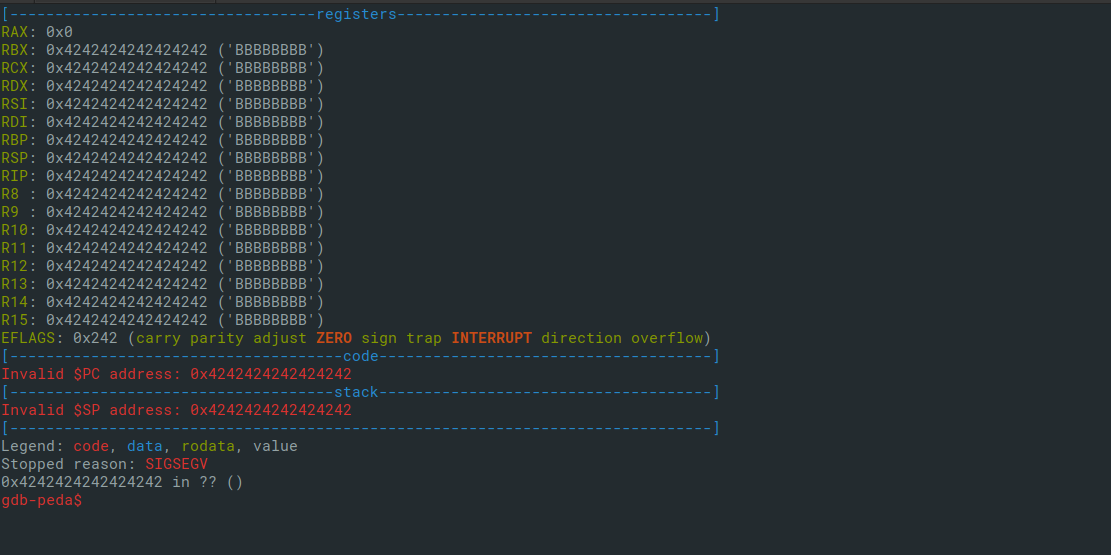 [----------------------------------registers-----------------------------------]
RAX: 0x0
RBX: 0x4242424242424242 ('BBBBBBBB')
RCX: 0x4242424242424242 ('BBBBBBBB')
RDX: 0x4242424242424242 ('BBBBBBBB')
RSI: 0x4242424242424242 ('BBBBBBBB')
RDI: 0x4242424242424242 ('BBBBBBBB')
RBP: 0x4242424242424242 ('BBBBBBBB')
RSP: 0x4242424242424242 ('BBBBBBBB')
RIP: 0x4242424242424242 ('BBBBBBBB')
R8 : 0x4242424242424242 ('BBBBBBBB')
R9 : 0x4242424242424242 ('BBBBBBBB')
R10: 0x4242424242424242 ('BBBBBBBB')
R11: 0x4242424242424242 ('BBBBBBBB')
R12: 0x4242424242424242 ('BBBBBBBB')
R13: 0x4242424242424242 ('BBBBBBBB')
R14: 0x4242424242424242 ('BBBBBBBB')
R15: 0x4242424242424242 ('BBBBBBBB')
EFLAGS: 0x242 (carry parity adjust ZERO sign trap INTERRUPT direction overflow)
[-------------------------------------code-------------------------------------]
Invalid $PC address: 0x4242424242424242
[------------------------------------stack-------------------------------------]
Invalid $SP address: 0x4242424242424242
[------------------------------------------------------------------------------]
Legend: code, data, rodata, value
Stopped reason: SIGSEGV
0x4242424242424242 in ?? ()
gdb-peda$